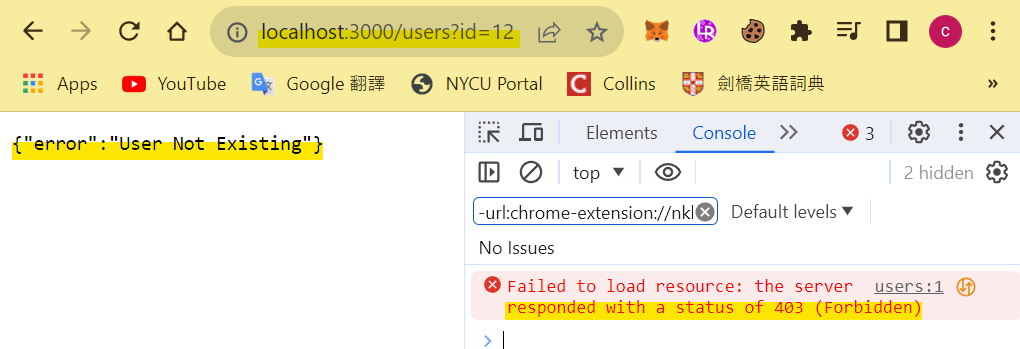 localhost:3000/users?id=12
c
Apps YouTube Google 翻譯 NYCU Portal Collins 劍橋英語詞典 »
{"error":"User Not Existing"}
Elements Console 3
top 2 hidden
-url:chrome-extension://nkl Default levels
No Issues
Failed to load resource: the server users:1
responded with a status of 403 (Forbidden)